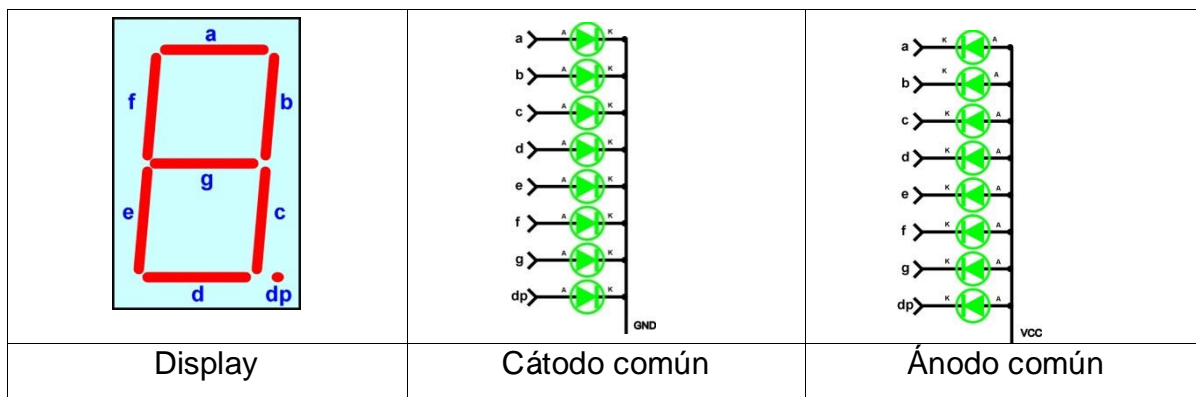 a
f
b
g
e
c
d
dp
Display
a A K
b A K
c A K
d A K
e A K
f A K
g A K
dp A K
GND
Cátodo común
a K A
b K A
c K A
d K A
e K A
f K A
g K A
dp K A
VCC
Ánodo común